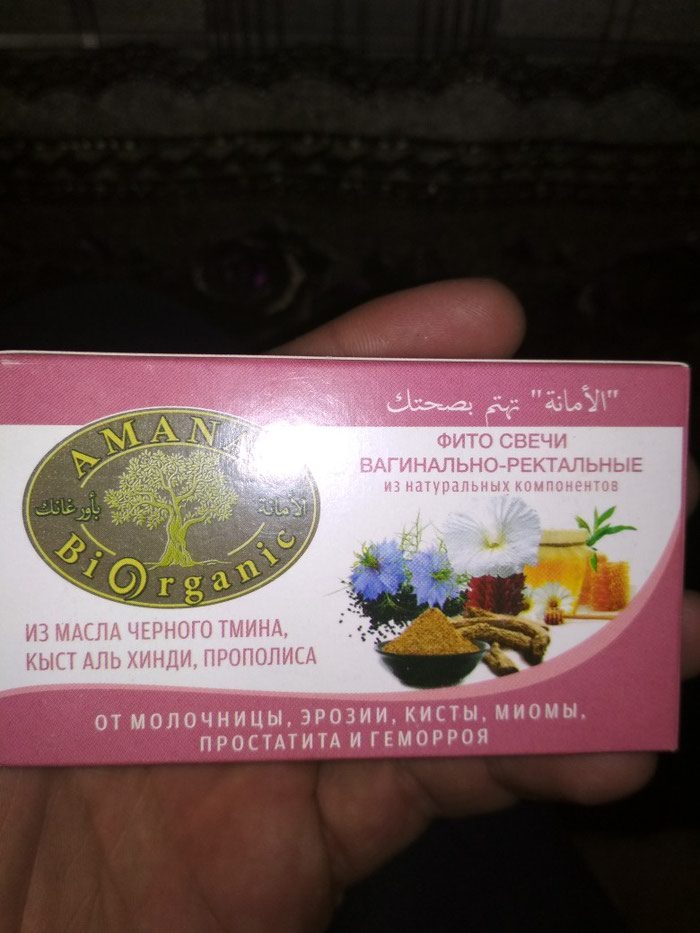 "الأمانة" تهتم بصحتك
ФИТО СВЕЧИ
ВАГИНАЛЬНО-РЕКТАЛЬНЫЕ
из натуральных компонентов
AMANA
بأورغانك الأمانة
BiOrganic
ИЗ МАСЛА ЧЕРНОГО ТМИНА,
КЫСТ АЛЬ ХИНДИ, ПРОПОЛИСА
ОТ МОЛОЧНИЦЫ, ЭРОЗИИ, КИСТЫ, МИОМЫ,
ПРОСТАТИТА И ГЕМОРРОЯ